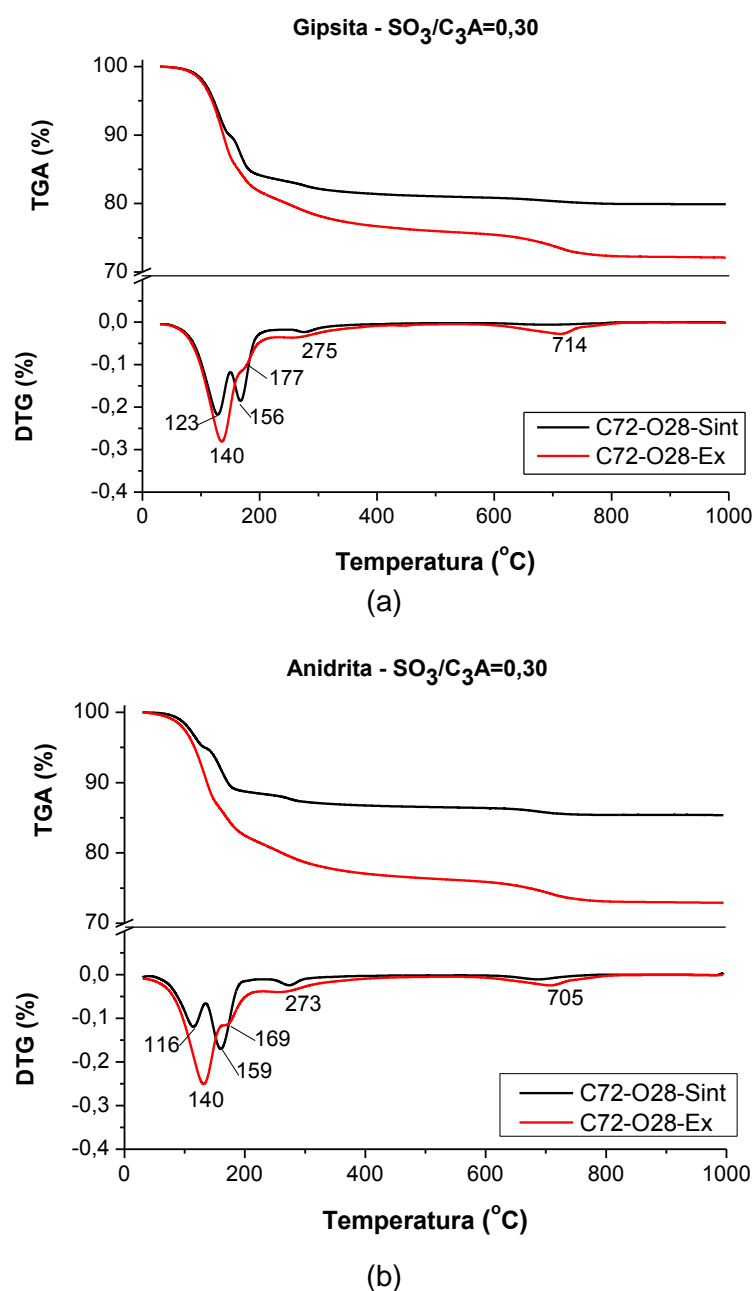 Gipsita - SO3/C3A=0,30
100
90
80
70
TGA (%)
0,0
-0,1
-0,2
-0,3
-0,4
DTG (%)
123
140
156
177
275
714
C72-O28-Sint
C72-O28-Ex
0 200 400 600 800 1000
Temperatura (oC)
(a)
Anidrita - SO3/C3A=0,30
100
90
80
70
TGA (%)
0,0
-0,1
-0,2
-0,3
-0,4
DTG (%)
116
140
159
169
273
705
C72-O28-Sint
C72-O28-Ex
0 200 400 600 800 1000
Temperatura (oC)
(b)